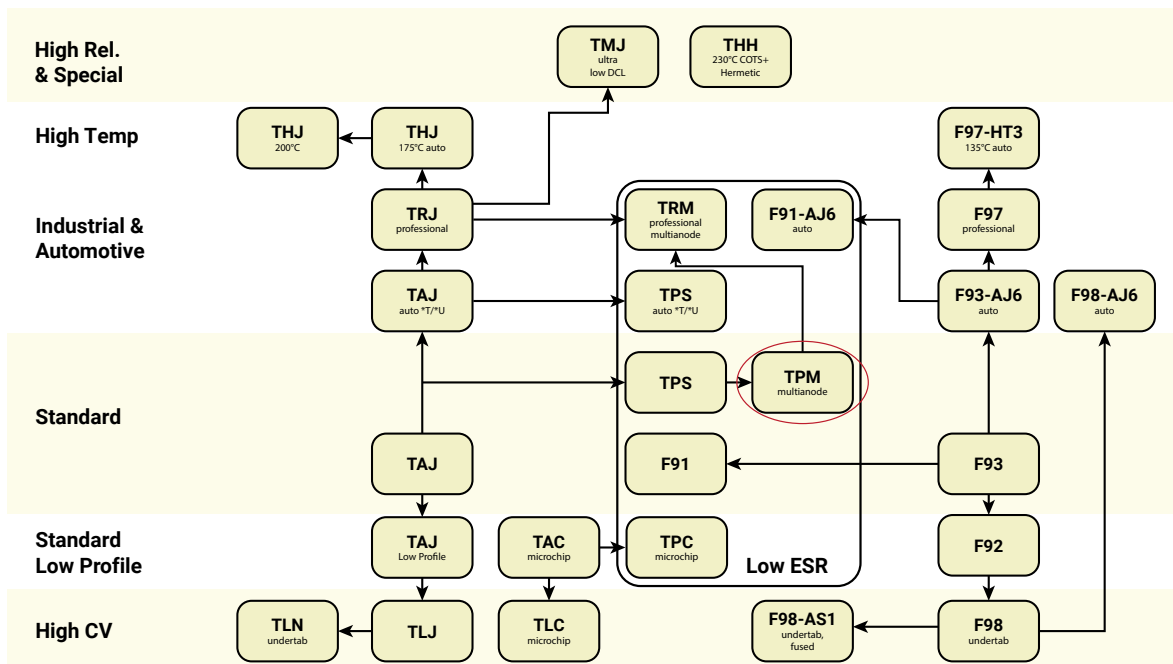 High Rel.
& Special
TMJ
ultra
low DCL
THH
230°C COTS+
Hermetic
High Temp
THJ
200°C
THJ
175°C auto
F97-HT3
135°C auto
Industrial &
Automotive
TRJ
professional
TRM
professional
multianode
F91-AJ6
auto
F97
professional
TAJ
auto *T/*U
TPS
auto *T/*U
F93-AJ6
auto
F98-AJ6
auto
Standard
TPS
TPM
multianode
TAJ
F91
F93
Standard
Low Profile
TAJ
Low Profile
TAC
microchip
TPC
microchip
Low ESR
F92
High CV
TLN
undertab
TLJ
TLC
microchip
F98-AS1
undertab,
fused
F98
undertab